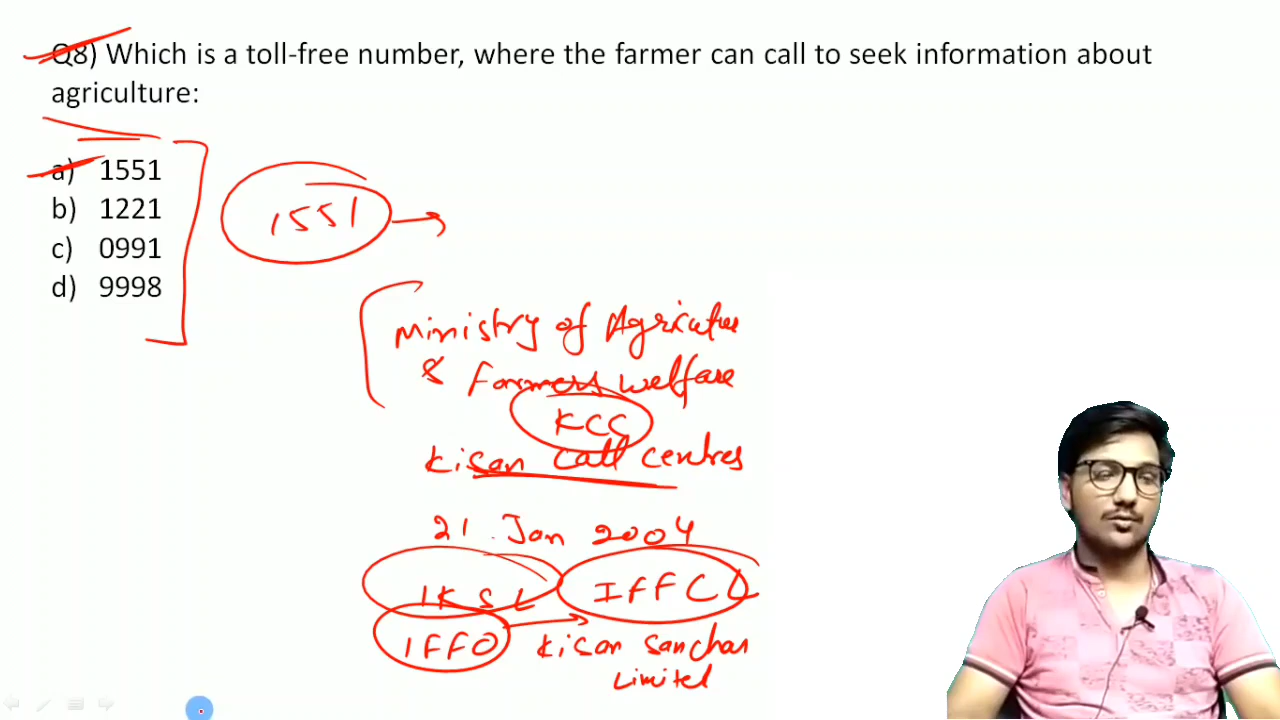 Q8) Which is a toll-free number, where the farmer can call to seek information about
agriculture:
a) 1551
b) 1221
c) 0991
d) 9998
1551
Ministry of Agricultue
& Farmers welfare
KCC
Kisan call centres
21 Jan 2004
IKSL IFFCO
IFFO Kisan Sanchar
Limited